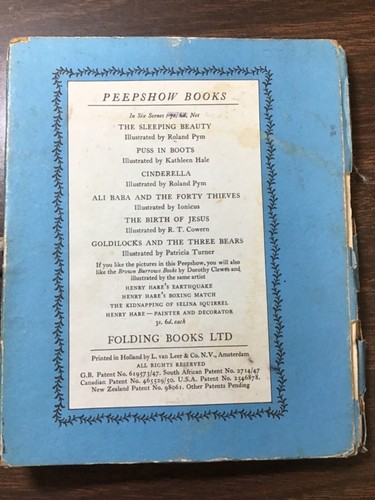 PEEPSHOW BOOKS
In Six Scenes 7s. 6d. Net
THE SLEEPING BEAUTY
Illustrated by Roland Pym
PUSS IN BOOTS
Illustrated by Kathleen Hale
CINDERELLA
Illustrated by Roland Pym
ALI BABA AND THE FORTY THIEVES
Illustrated by Ionicus
THE BIRTH OF JESUS
Illustrated by R. T. Cowern
GOLDILOCKS AND THE THREE BEARS
Illustrated by Patricia Turner
If you like the pictures in this Peepshow, you will also
like the Brown Burrows Books by Dorothy Clewes and
illustrated by the same artist
HENRY HARE'S EARTHQUAKE
HENRY HARE'S BOXING MATCH
THE KIDNAPPING OF SELINA SQUIRREL
HENRY HARE—PAINTER AND DECORATOR
3s. 6d. each
FOLDING BOOKS LTD
Printed in Holland by L. van Leer & Co. N.V., Amsterdam
ALL RIGHTS RESERVED
G.B. Patent No. 619573/47. South African Patent No. 2714/47
Canadian Patent No. 465529/50. U.S.A. Patent No. 2546878,
New Zealand Patent No. 98061. Other Patents Pending